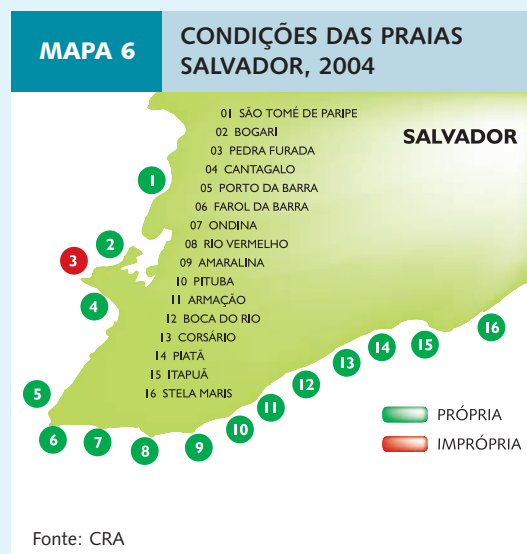 MAPA 6
CONDIÇÕES DAS PRAIAS
SALVADOR, 2004
01 SÃO TOMÉ DE PARIPE
02 BOGARI
03 PEDRA FURADA
04 CANTAGALO
05 PORTO DA BARRA
06 FAROL DA BARRA
07 ONDINA
08 RIO VERMELHO
09 AMARALINA
10 PITUBA
11 ARMAÇÃO
12 BOCA DO RIO
13 CORSÁRIO
14 PIATÃ
15 ITAPUÃ
16 STELA MARIS
SALVADOR
1
2
3
4
5
6
7
8
9
10
11
12
13
14
15
16
PRÓPRIA
IMPRÓPRIA
Fonte: CRA